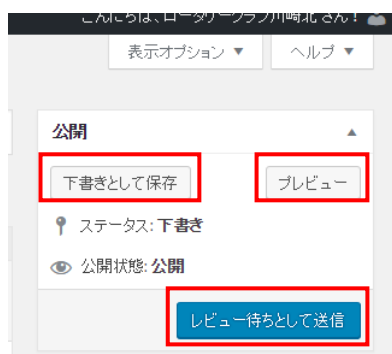 こんにちは、ロータリークラブ川崎北 さん！
表示オプション ▼ ヘルプ ▼
公開
下書きとして保存 プレビュー
ステータス: 下書き
公開状態: 公開
レビュー待ちとして送信